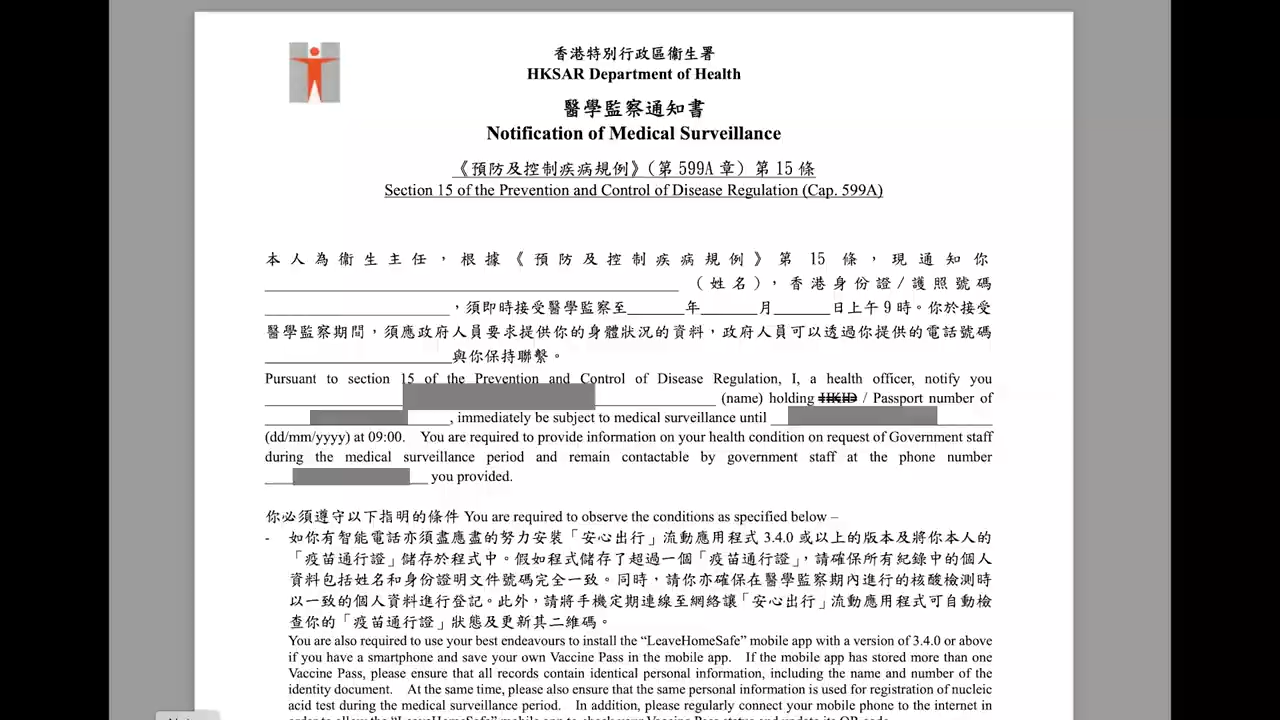 香港特別行政區衞生署
HKSAR Department of Health
醫學監察通知書
Notification of Medical Surveillance
《預防及控制疾病規例》(第 599A 章) 第 15 條
Section 15 of the Prevention and Control of Disease Regulation (Cap. 599A)
本人為衞生主任，根據《預防及控制疾病規例》第 15 條，現通知你
(姓名)，香港身份證/護照號碼
，須即時接受醫學監察至 年 月 日上午 9 時。你於接受
醫學監察期間，須應政府人員要求提供你的身體狀況的資料，政府人員可以透過你提供的電話號碼
與你保持聯繫。
Pursuant to section 15 of the Prevention and Control of Disease Regulation, I, a health officer, notify you
(name) holding HKID / Passport number of
, immediately be subject to medical surveillance until
(dd/mm/yyyy) at 09:00. You are required to provide information on your health condition on request of Government staff
during the medical surveillance period and remain contactable by government staff at the phone number
you provided.
你必須遵守以下指明的條件 You are required to observe the conditions as specified below –
- 如你有智能電話亦須盡應盡的努力安裝「安心出行」流動應用程式 3.4.0 或以上的版本及將你本人的
「疫苗通行證」儲存於程式中。假如程式儲存了超過一個「疫苗通行證」，請確保所有紀錄中的個人
資料包括姓名和身份證明文件號碼完全一致。同時，請你亦確保在醫學監察期內進行的核酸檢測時
以一致的個人資料進行登記。此外，請將手機定期連線至網絡讓「安心出行」流動應用程式可自動檢
查你的「疫苗通行證」狀態及更新其二維碼。
You are also required to use your best endeavours to install the “LeaveHomeSafe” mobile app with a version of 3.4.0 or above
if you have a smartphone and save your own Vaccine Pass in the mobile app. If the mobile app has stored more than one
Vaccine Pass, please ensure that all records contain identical personal information, including the name and number of the
identity document. At the same time, please also ensure that the same personal information is used for registration of nucleic
acid test during the medical surveillance period. In addition, please regularly connect your mobile phone to the internet in
order to allow the “LeaveHomeSafe” mobile app to check your Vaccine Pass status and update its QR code.